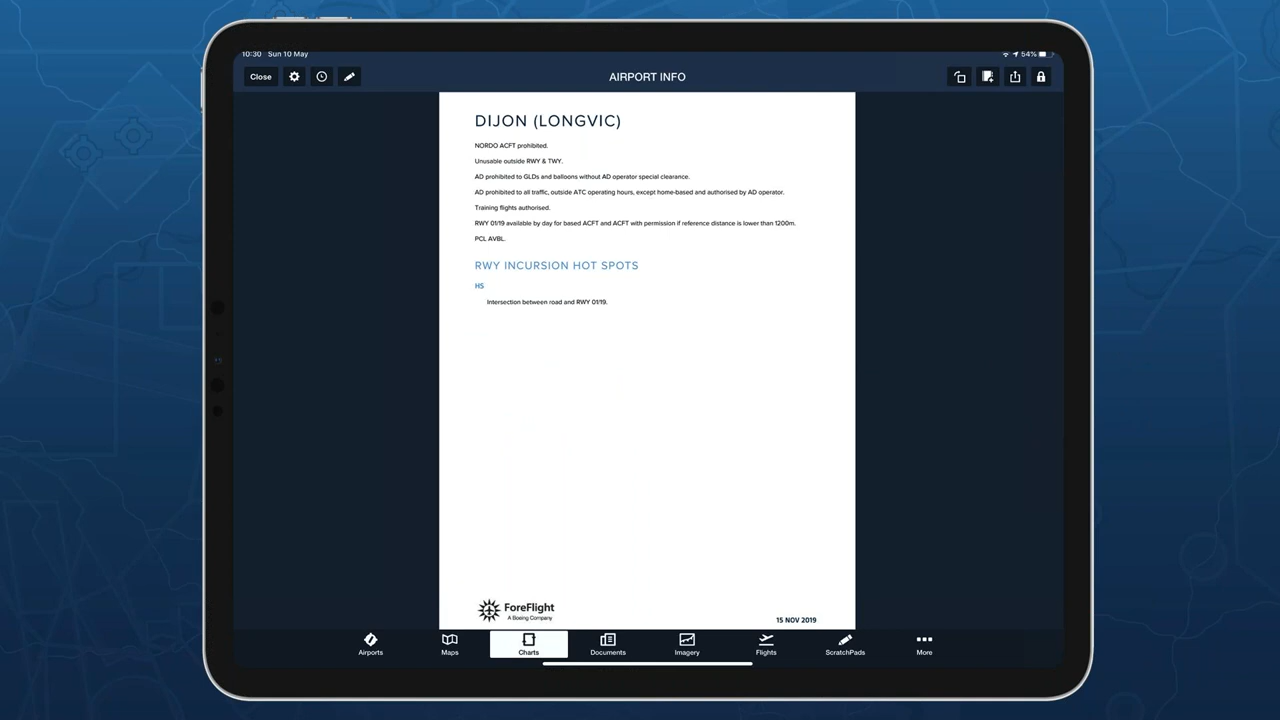 10:30 Sun 10 May
54%
Close
AIRPORT INFO
DIJON (LONGVIC)
NORDO ACFT prohibited.
Unusable outside RWY & TWY.
AD prohibited to GLDs and balloons without AD operator special clearance.
AD prohibited to all traffic, outside ATC operating hours, except home-based and authorised by AD operator.
Training flights authorised.
RWY 01/19 available by day for based ACFT and ACFT with permission if reference distance is lower than 1200m.
PCL AVBL.
RWY INCURSION HOT SPOTS
HS
Intersection between road and RWY 01/19.
ForeFlight
A Boeing Company
15 NOV 2019
Airports Maps Charts Documents Imagery Flights ScratchPads More